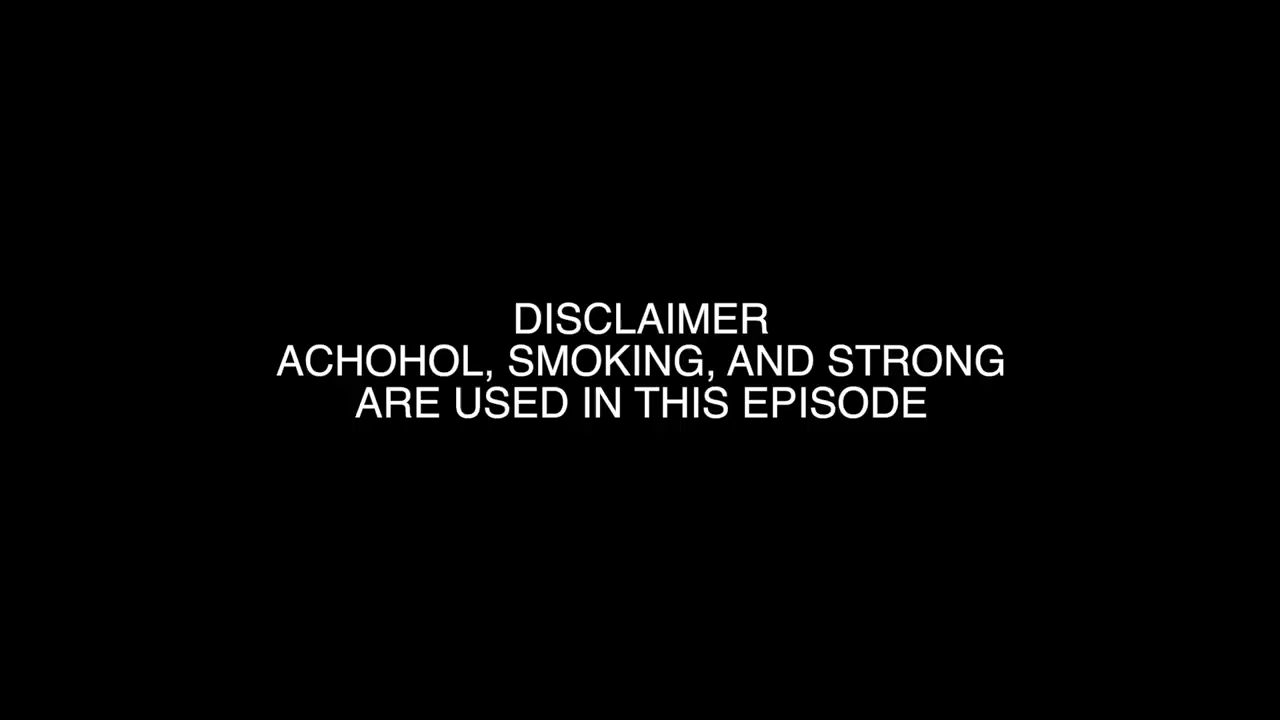 DISCLAIMER
ACHOHOL, SMOKING, AND STRONG
ARE USED IN THIS EPISODE